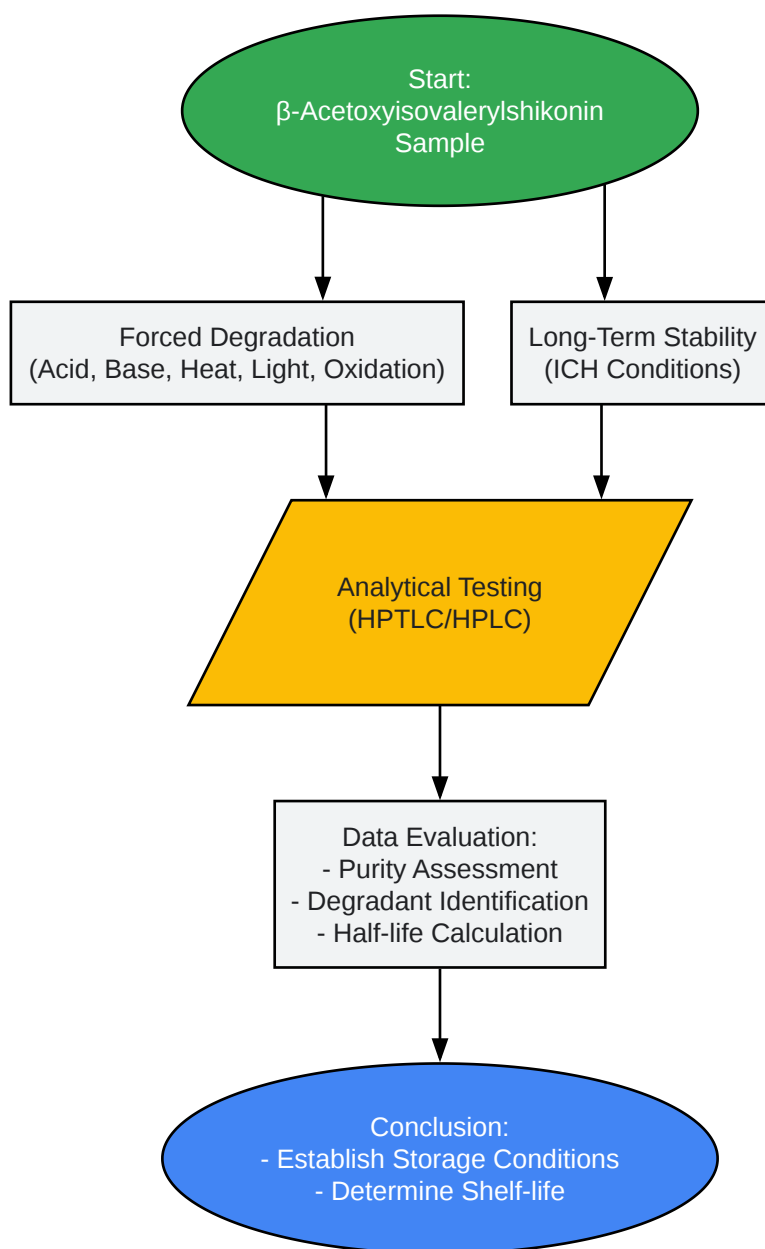 Start:
β-Acetoxyisovalerylshikonin
Sample
Forced Degradation
(Acid, Base, Heat, Light, Oxidation)
Long-Term Stability
(ICH Conditions)
Analytical Testing
(HPTLC/HPLC)
Data Evaluation:
- Purity Assessment
- Degradant Identification
- Half-life Calculation
Conclusion:
- Establish Storage Conditions
- Determine Shelf-life